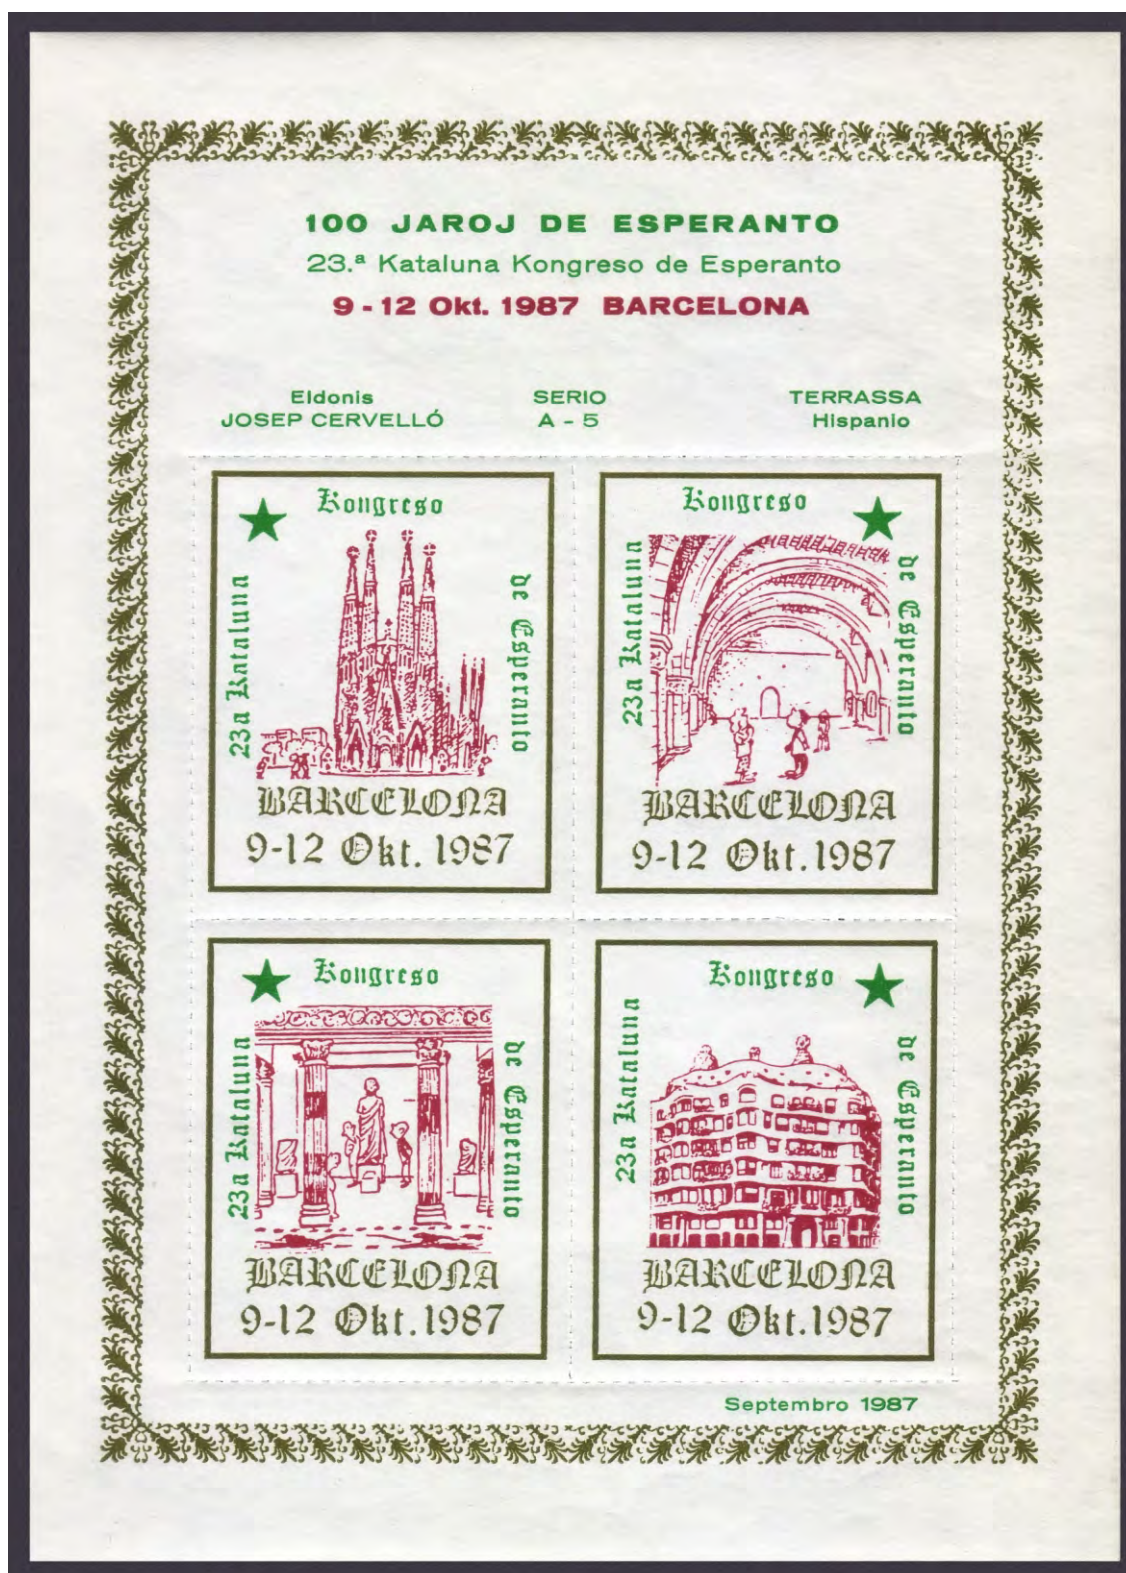 100 JAROJ DE ESPERANTO
23.ª Kataluna Kongreso de Esperanto
9 - 12 Okt. 1987 BARCELONA
Eldonis
JOSEP CERVELLÓ
SERIO
A - 5
TERRASSA
Hispanio
23a Kataluna
Kongreso
de Esperanto
BARCELONA
9-12 Okt. 1987
23a Kataluna
Kongreso
de Esperanto
BARCELONA
9-12 Okt. 1987
23a Kataluna
Kongreso
de Esperanto
BARCELONA
9-12 Okt. 1987
23a Kataluna
Kongreso
de Esperanto
BARCELONA
9-12 Okt. 1987
Septembro 1987